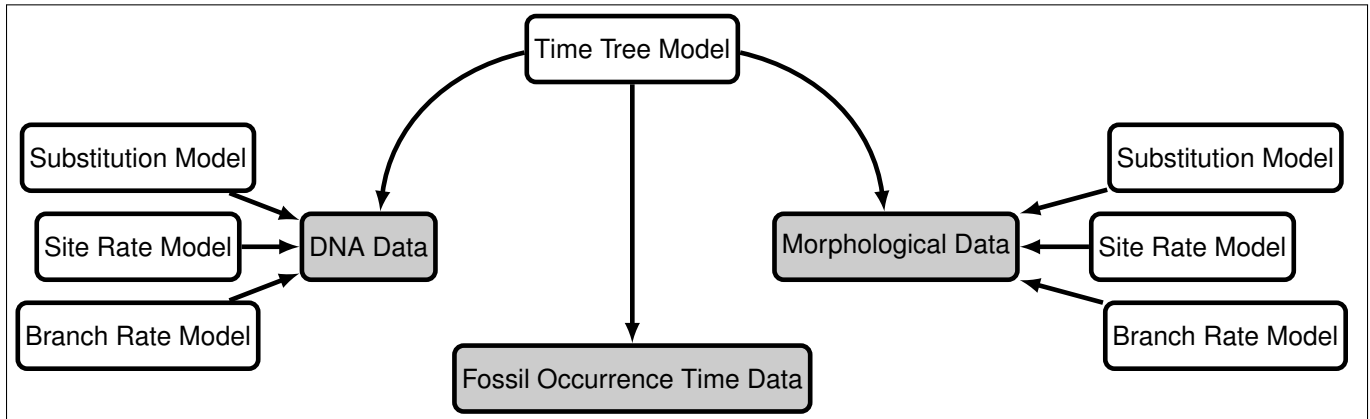 Time Tree Model
Substitution Model
Substitution Model
Site Rate Model
DNA Data
Morphological Data
Site Rate Model
Branch Rate Model
Branch Rate Model
Fossil Occurrence Time Data